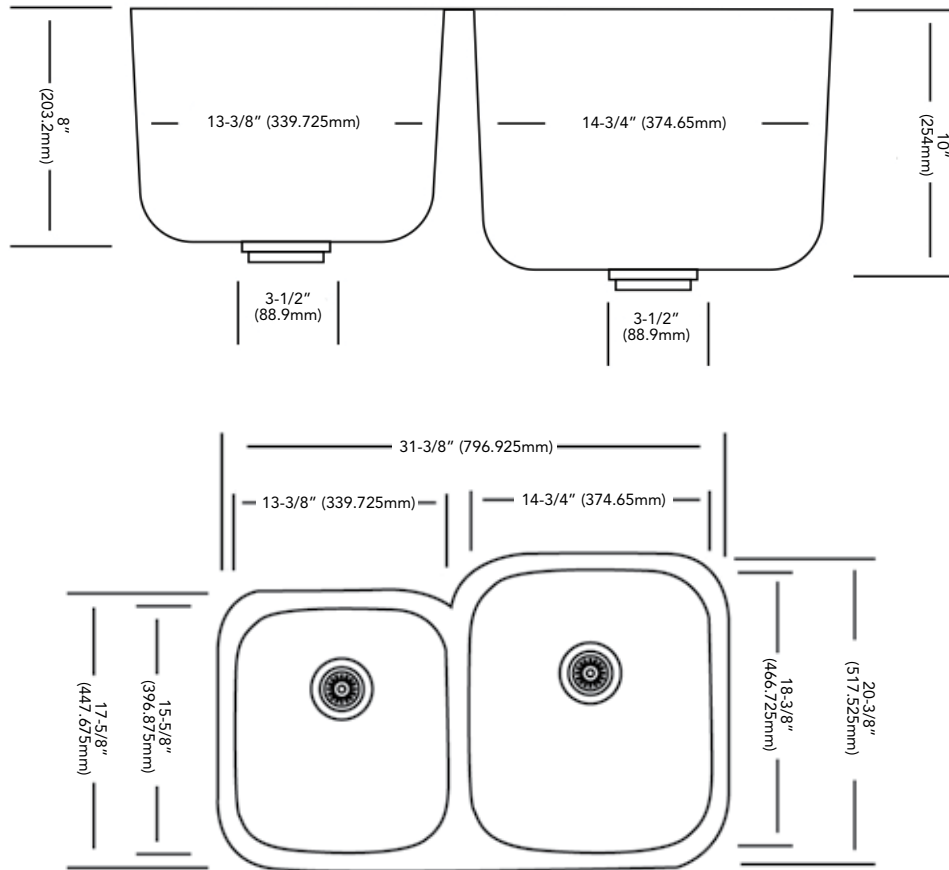 8”
(203.2mm)
13-3/8” (339.725mm)
14-3/4” (374.65mm)
10”
(254mm)
3-1/2”
(88.9mm)
3-1/2”
(88.9mm)
31-3/8” (796.925mm)
13-3/8” (339.725mm)
14-3/4” (374.65mm)
17-5/8”
(447.675mm)
15-5/8”
(396.875mm)
18-3/8”
(466.725mm)
20-3/8”
(517.525mm)